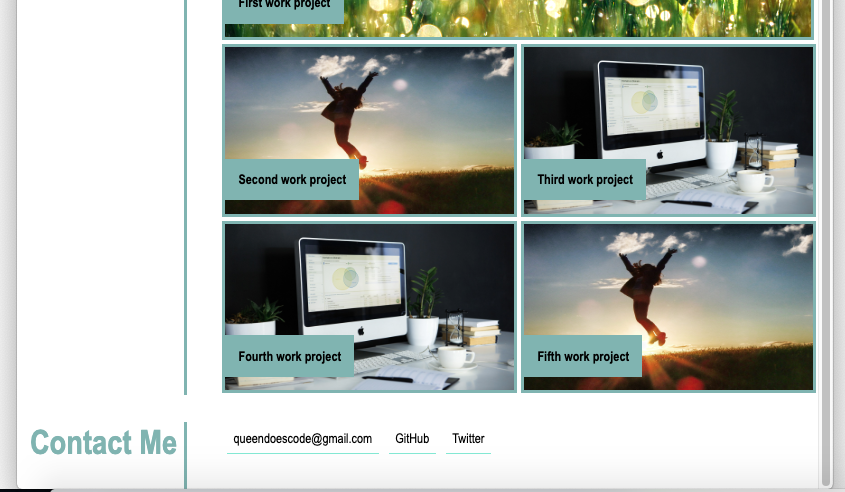 First work project
Second work project
Third work project
Fourth work project
Fifth work project
Contact Me
queendoescode@gmail.com GitHub Twitter